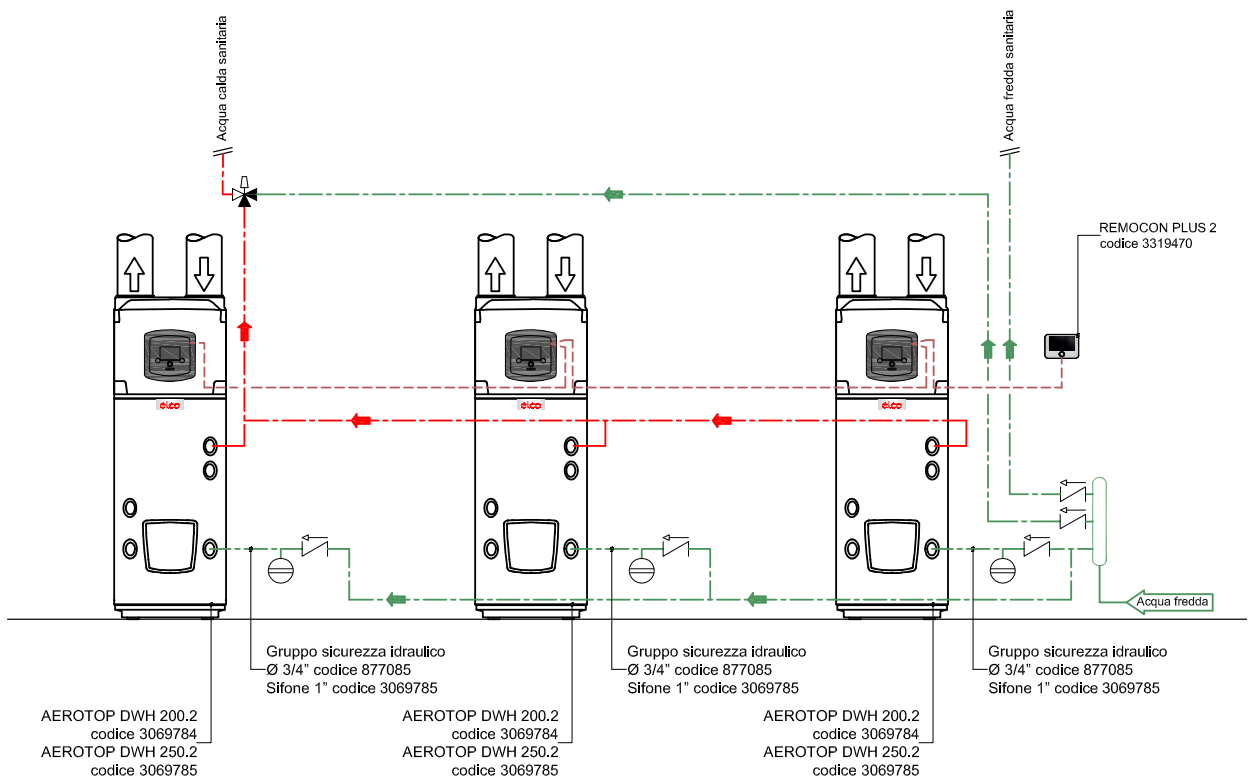 Acqua calda sanitaria
Acqua fredda sanitaria
REMOCON PLUS 2
codice 3319470
elco
elco
elco
Acqua fredda
Gruppo sicurezza idraulico
Ø 3/4” codice 877085
Sifone 1” codice 3069785
Gruppo sicurezza idraulico
Ø 3/4” codice 877085
Sifone 1” codice 3069785
Gruppo sicurezza idraulico
Ø 3/4” codice 877085
Sifone 1” codice 3069785
AEROTOP DWH 200.2
codice 3069784
AEROTOP DWH 250.2
codice 3069785
AEROTOP DWH 200.2
codice 3069784
AEROTOP DWH 250.2
codice 3069785
AEROTOP DWH 200.2
codice 3069784
AEROTOP DWH 250.2
codice 3069785